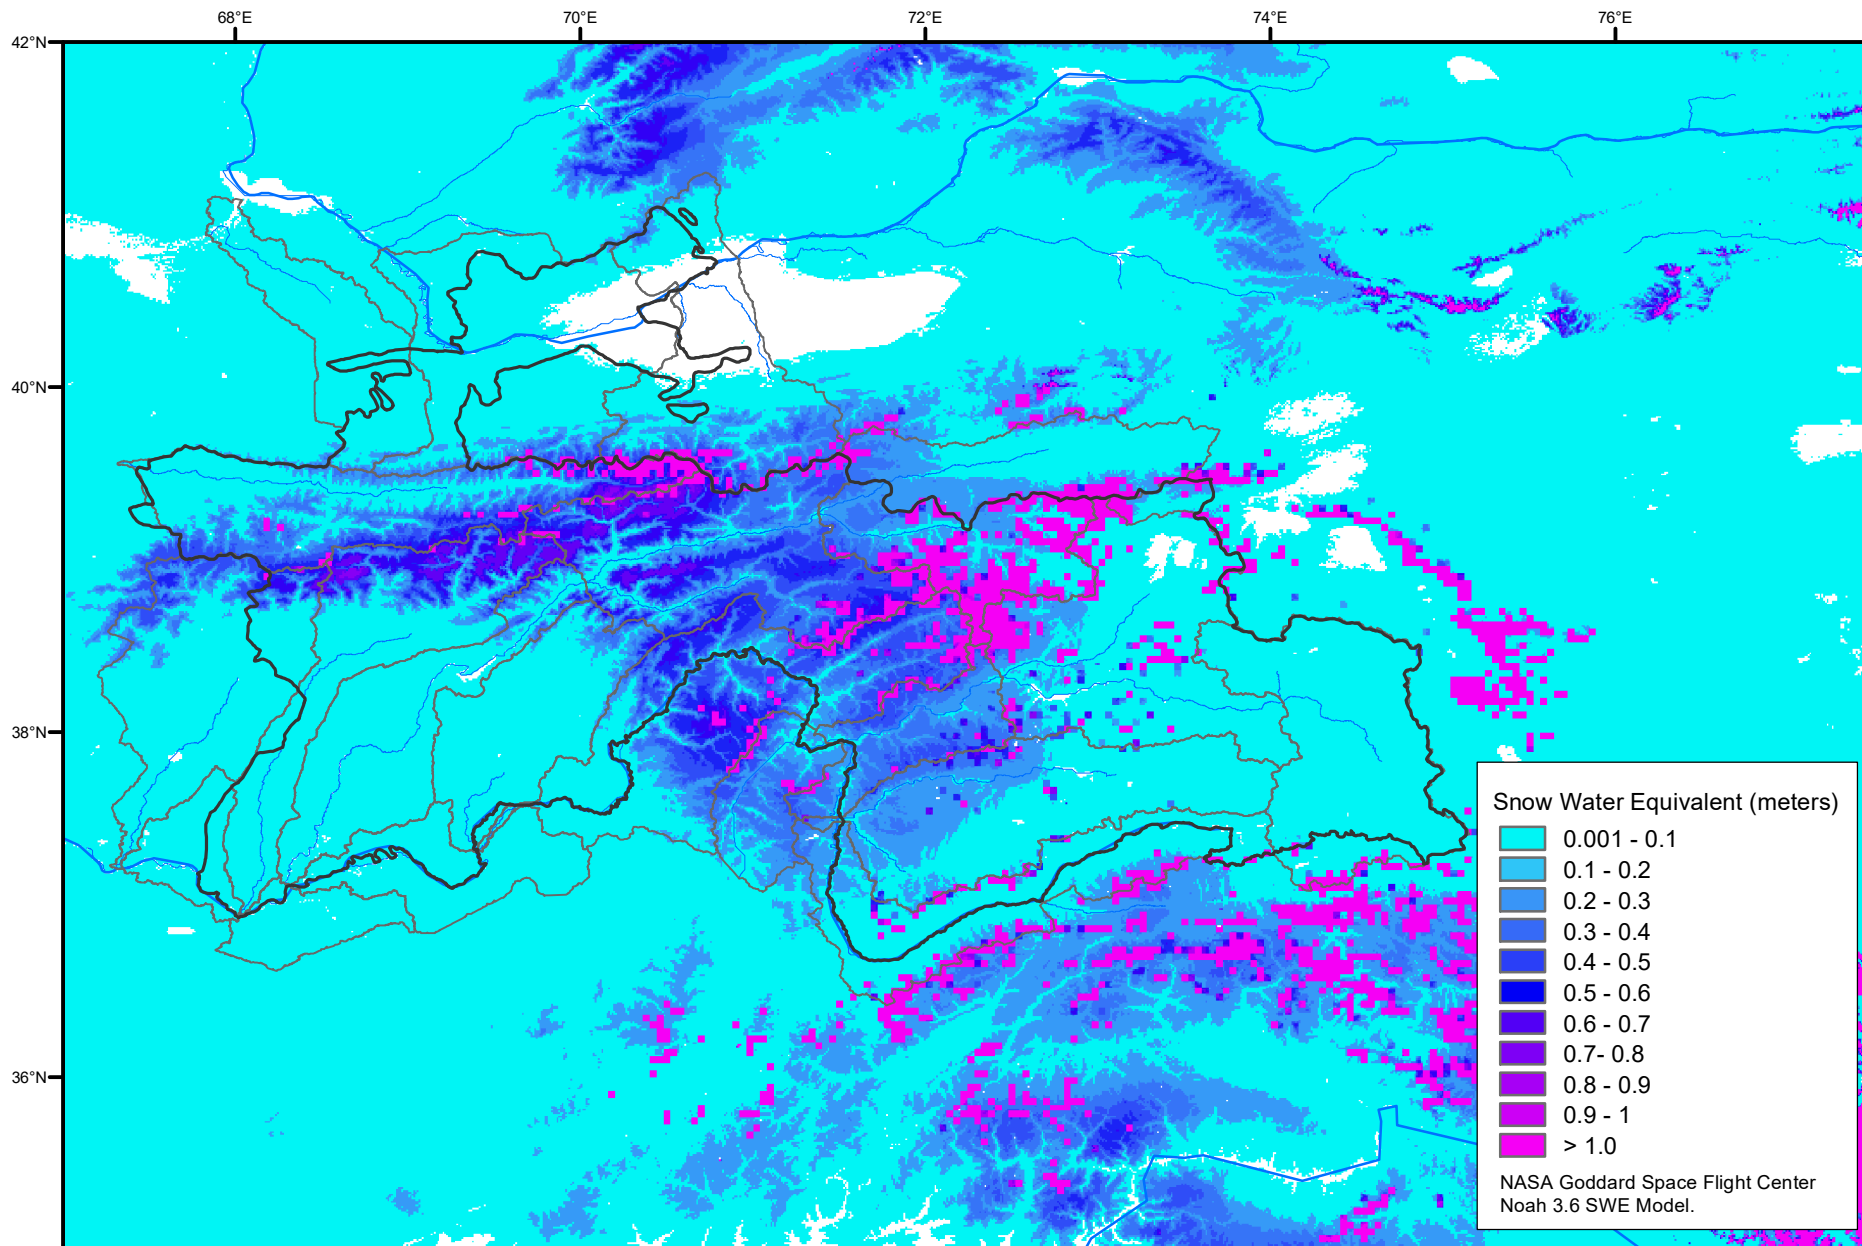 68°E
70°E
72°E
74°E
76°E
42°N
40°N
38°N
36°N
Snow Water Equivalent (meters)
0.001 - 0.1
0.1 - 0.2
0.2 - 0.3
0.3 - 0.4
0.4 - 0.5
0.5 - 0.6
0.6 - 0.7
0.7- 0.8
0.8 - 0.9
0.9 - 1
> 1.0
NASA Goddard Space Flight Center
Noah 3.6 SWE Model.